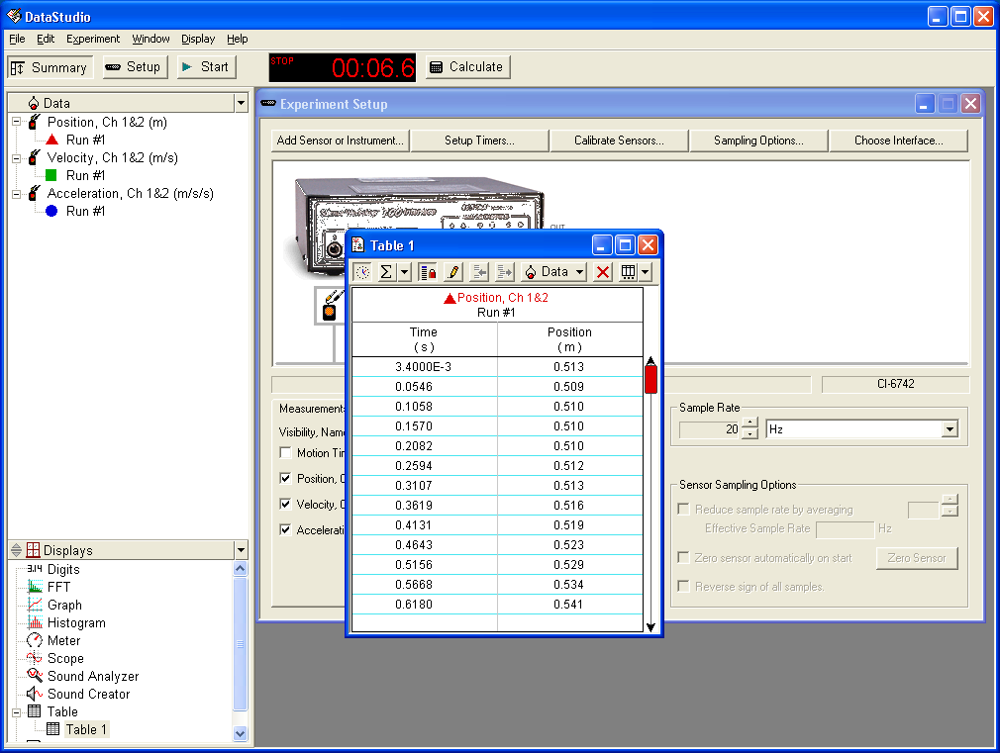 DataStudio
File Edit Experiment Window Display Help
Summary Setup Start STOP 00:06.6 Calculate
Data
Position, Ch 1&2 (m)
Run #1
Velocity, Ch 1&2 (m/s)
Run #1
Acceleration, Ch 1&2 (m/s/s)
Run #1
Displays
3.14 Digits
FFT
Graph
Histogram
Meter
Scope
Sound Analyzer
Sound Creator
Table
Table 1
Experiment Setup
Add Sensor or Instrument... Setup Timers... Calibrate Sensors... Sampling Options... Choose Interface...
CI-6742
Measurements
Visibility, Nam
Motion Tim
Position, C
Velocity, C
Accelerati
Sample Rate
20 Hz
Sensor Sampling Options
Reduce sample rate by averaging
Effective Sample Rate Hz
Zero sensor automatically on start Zero Sensor
Reverse sign of all samples.
Table 1
Σ Data
Position, Ch 1&2
Run #1
Time Position
( s ) ( m )
3.4000E-3 0.513
0.0546 0.509
0.1058 0.510
0.1570 0.510
0.2082 0.510
0.2594 0.512
0.3107 0.513
0.3619 0.516
0.4131 0.519
0.4643 0.523
0.5156 0.529
0.5668 0.534
0.6180 0.541